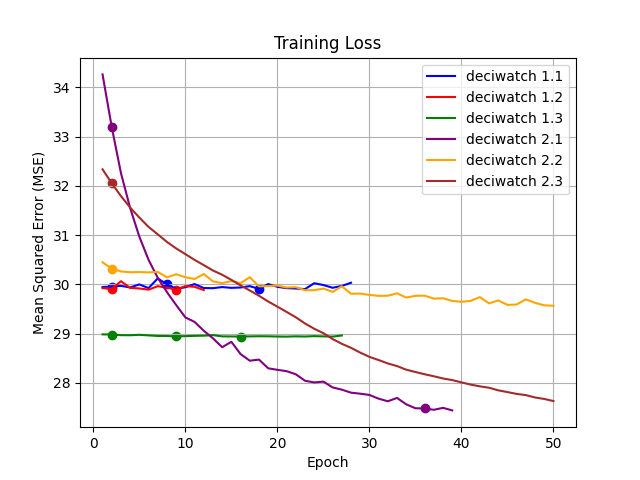 Training Loss
Mean Squared Error (MSE)
34
33
32
31
30
29
28
0 10 20 30 40 50
Epoch
deciwatch 1.1
deciwatch 1.2
deciwatch 1.3
deciwatch 2.1
deciwatch 2.2
deciwatch 2.3